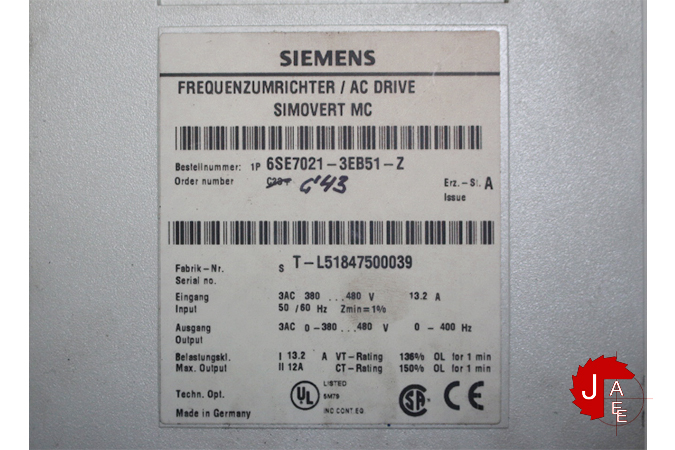 SIEMENS
FREQUENZUMRICHTER / AC DRIVE
SIMOVERT MC
Bestellnummer: 1P 6SE7021-3EB51-Z
Order number G43 Erz.-St. A
Issue
Fabrik-Nr. S T-L51847500039
Serial no.
Eingang 3AC 380 ...480 V 13.2 A
Input 50/60 Hz Zmin=1%
Ausgang 3AC 0-380...480 V 0-400 Hz
Output
Belastungskl. I 13.2 A VT-Rating 136% OL for 1 min
Max. Output II 12A CT-Rating 150% OL for 1 min
LISTED
Techn. Opt. UL 5M79 SA CE
Made in Germany IND.CONT.EQ.
J A E E